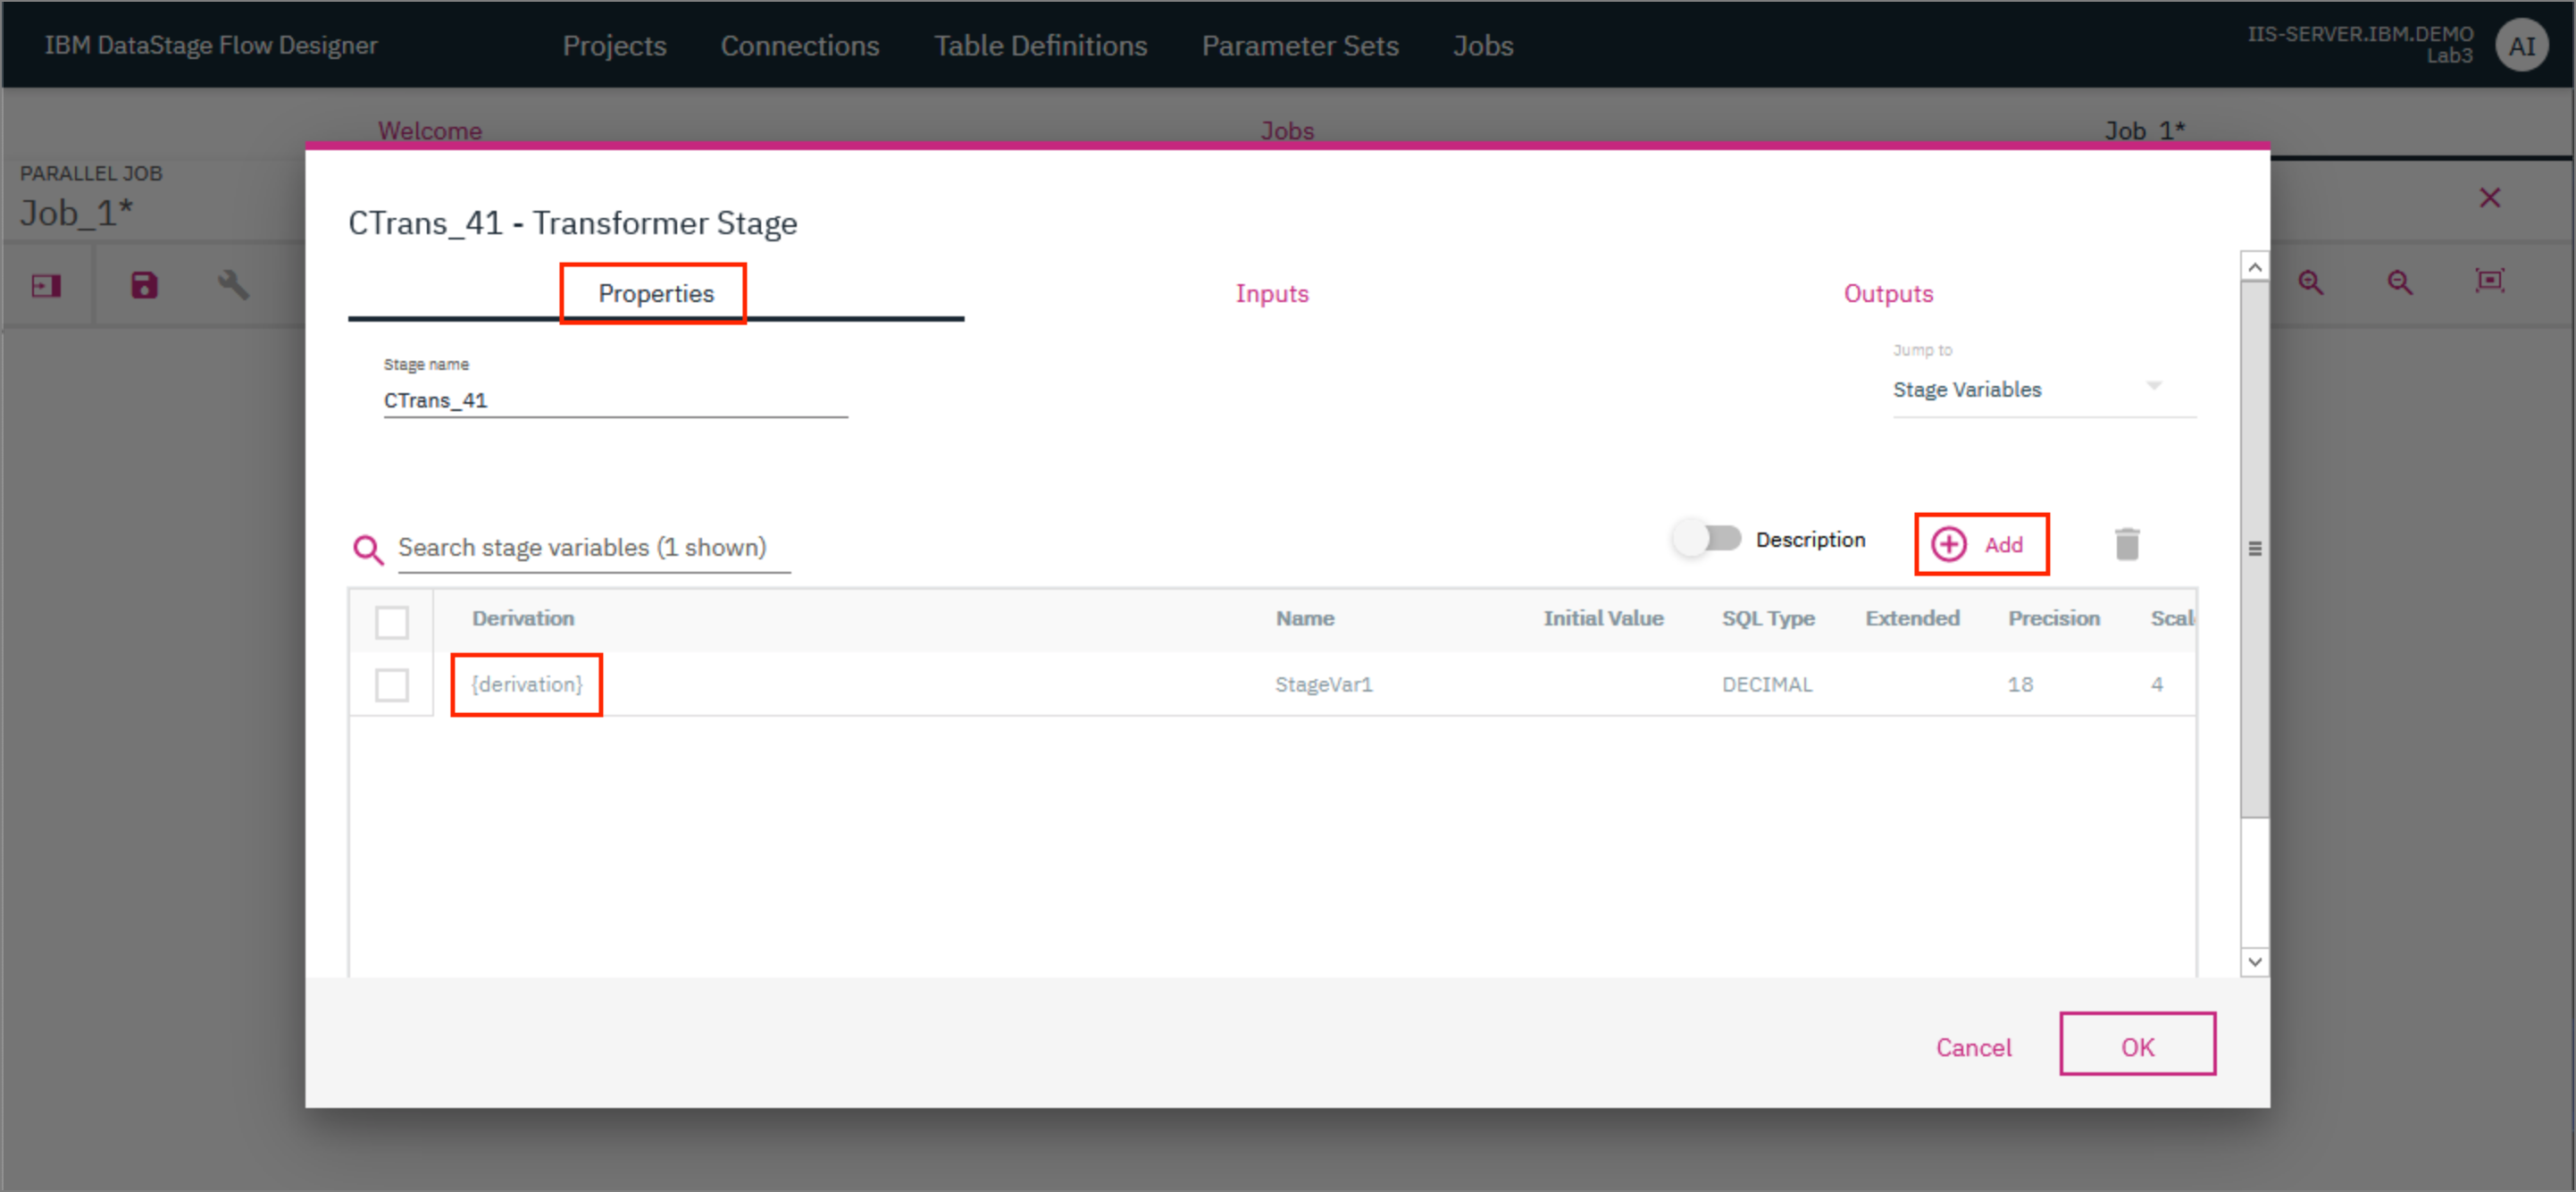 IBM DataStage Flow Designer Projects Connections Table Definitions Parameter Sets Jobs IIS-SERVER.IBM.DEMO
Lab3 AI
Welcome Jobs Job_1*
PARALLEL JOB
Job_1*
CTrans_41 - Transformer Stage
Properties Inputs Outputs
Stage name Jump to
CTrans_41 Stage Variables
Search stage variables (1 shown) Description Add
Derivation Name Initial Value SQL Type Extended Precision Scal
{derivation} StageVar1 DECIMAL 18 4
Cancel OK